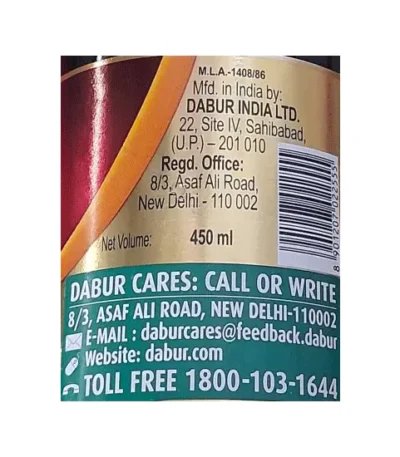 M.L.A.-1408/86
Mfd. in India by:
DABUR INDIA LTD.
22, Site IV, Sahibabad,
(U.P.) – 201 010
Regd. Office:
8/3, Asaf Ali Road,
New Delhi - 110 002
Net Volume: 450 ml
DABUR CARES: CALL OR WRITE
8/3, ASAF ALI ROAD, NEW DELHI-110002
E-MAIL : daburcares@feedback.dabur
Website: dabur.com
TOLL FREE 1800-103-1644